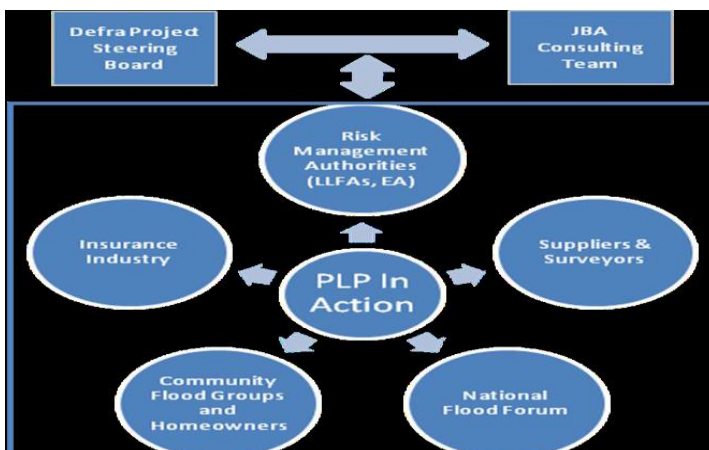 Defra Project
Steering
Board
JBA
Consulting
Team
Risk
Management
Authorities
(LLFAs, EA)
Insurance
Industry
Suppliers &
Surveyors
PLP In
Action
Community
Flood Groups
and
Homeowners
National
Flood Forum